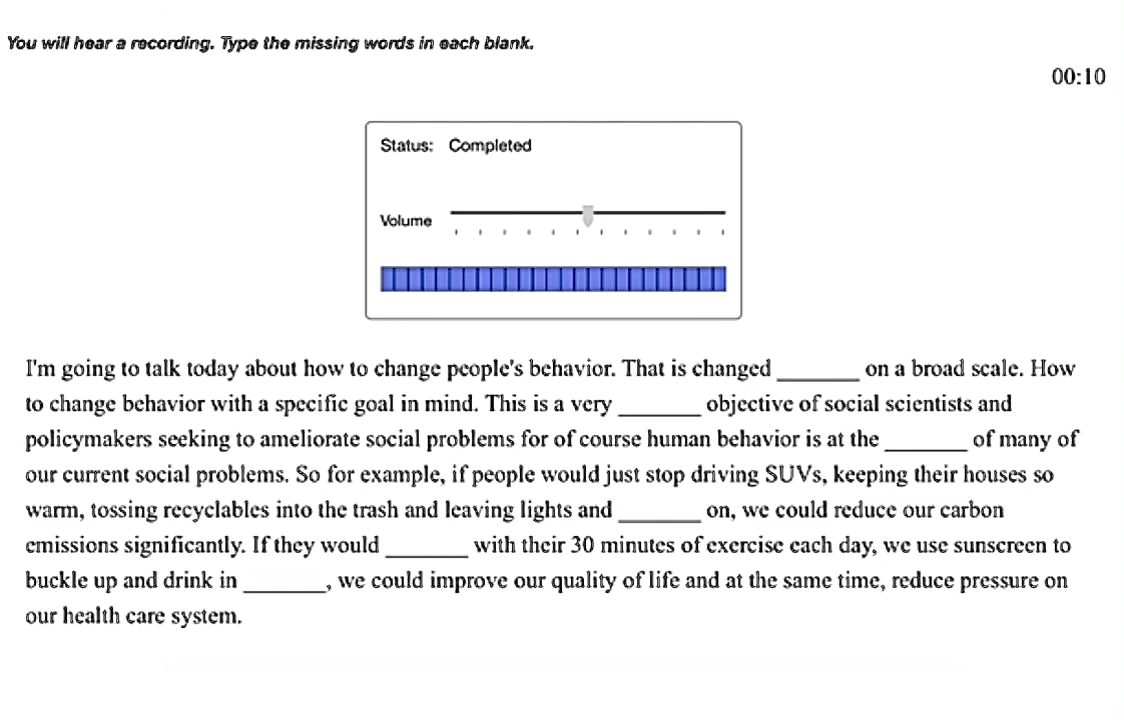 You will hear a recording. Type the missing words in each blank.
00:10
Status: Completed
Volume
I'm going to talk today about how to change people's behavior. That is changed _______ on a broad scale. How
to change behavior with a specific goal in mind. This is a very _______ objective of social scientists and
policymakers seeking to ameliorate social problems for of course human behavior is at the _______ of many of
our current social problems. So for example, if people would just stop driving SUVs, keeping their houses so
warm, tossing recyclables into the trash and leaving lights and _______ on, we could reduce our carbon
emissions significantly. If they would _______ with their 30 minutes of exercise each day, we use sunscreen to
buckle up and drink in _______, we could improve our quality of life and at the same time, reduce pressure on
our health care system.